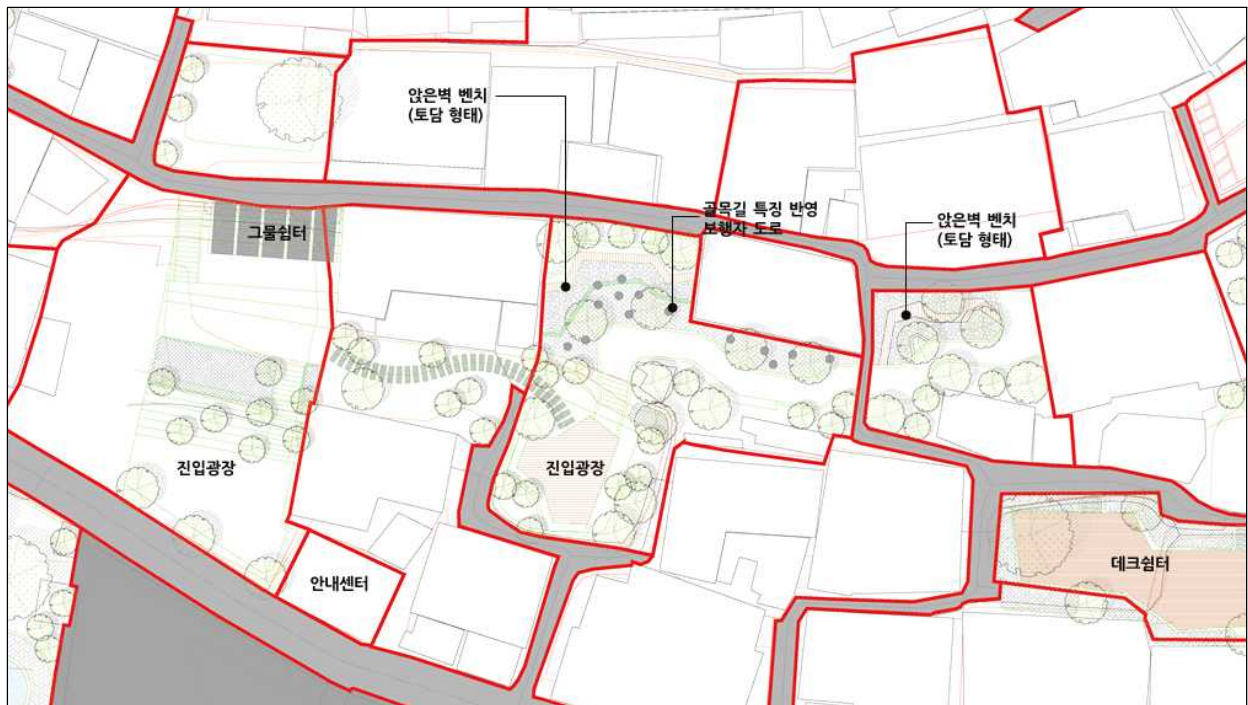 앉은벽 벤치
(토담 형태)
골목길 특징 반영
보행자 도로
앉은벽 벤치
(토담 형태)
그물쉼터
진입광장
진입광장
안내센터
데크쉼터